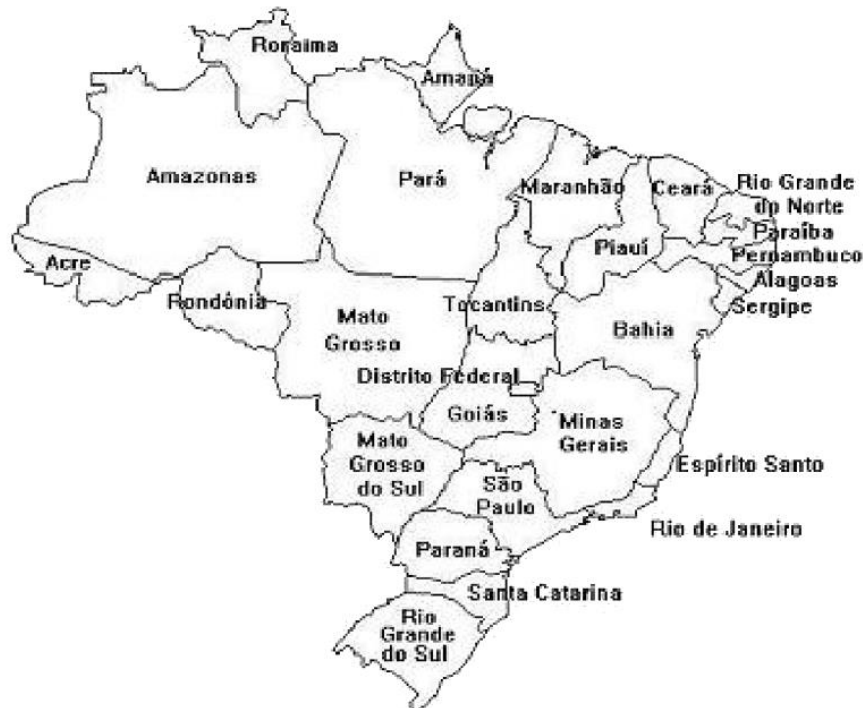 Roraima
Amapá
Amazonas
Pará
Maranhão
Ceará
Rio Grande
do Norte
Paraíba
Pernambuco
Piauí
Acre
Alagoas
Rondônia
Tocantins
Sergipe
Mato
Grosso
Bahia
Distrito Federal
Goiás
Minas
Gerais
Mato
Grosso
do Sul
Espírito Santo
São
Paulo
Rio de Janeiro
Paraná
Santa Catarina
Rio
Grande
do Sul